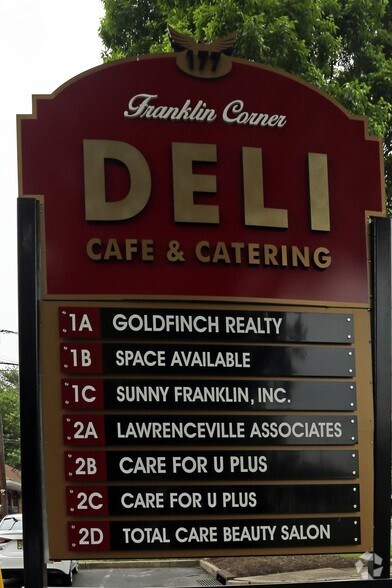 177
Franklin Corner
DELI
CAFE & CATERING
1A GOLDFINCH REALTY
1B SPACE AVAILABLE
1C SUNNY FRANKLIN, INC.
2A LAWRENCEVILLE ASSOCIATES
2B CARE FOR U PLUS
2C CARE FOR U PLUS
2D TOTAL CARE BEAUTY SALON